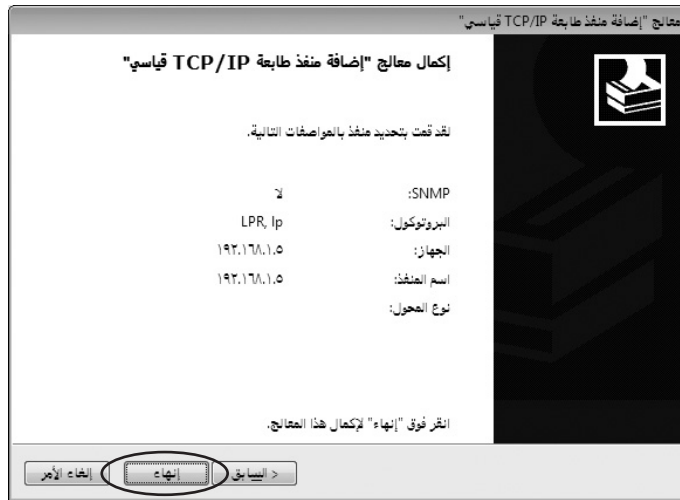 معالج "إضافة منفذ طابعة TCP/IP قياسي"
إكمال معالج "إضافة منفذ طابعة TCP/IP قياسي"
لقد قمت بتحديد منفذ بالمواصفات التالية.
SNMP: لا
البروتوكول: LPR, lp
الجهاز: ١٩٢.١٦٨.١.٥
اسم المنفذ: ١٩٢.١٦٨.١.٥
نوع المحول:
انقر فوق "إنهاء" لإكمال هذا المعالج.
< السابق إنهاء إلغاء الأمر